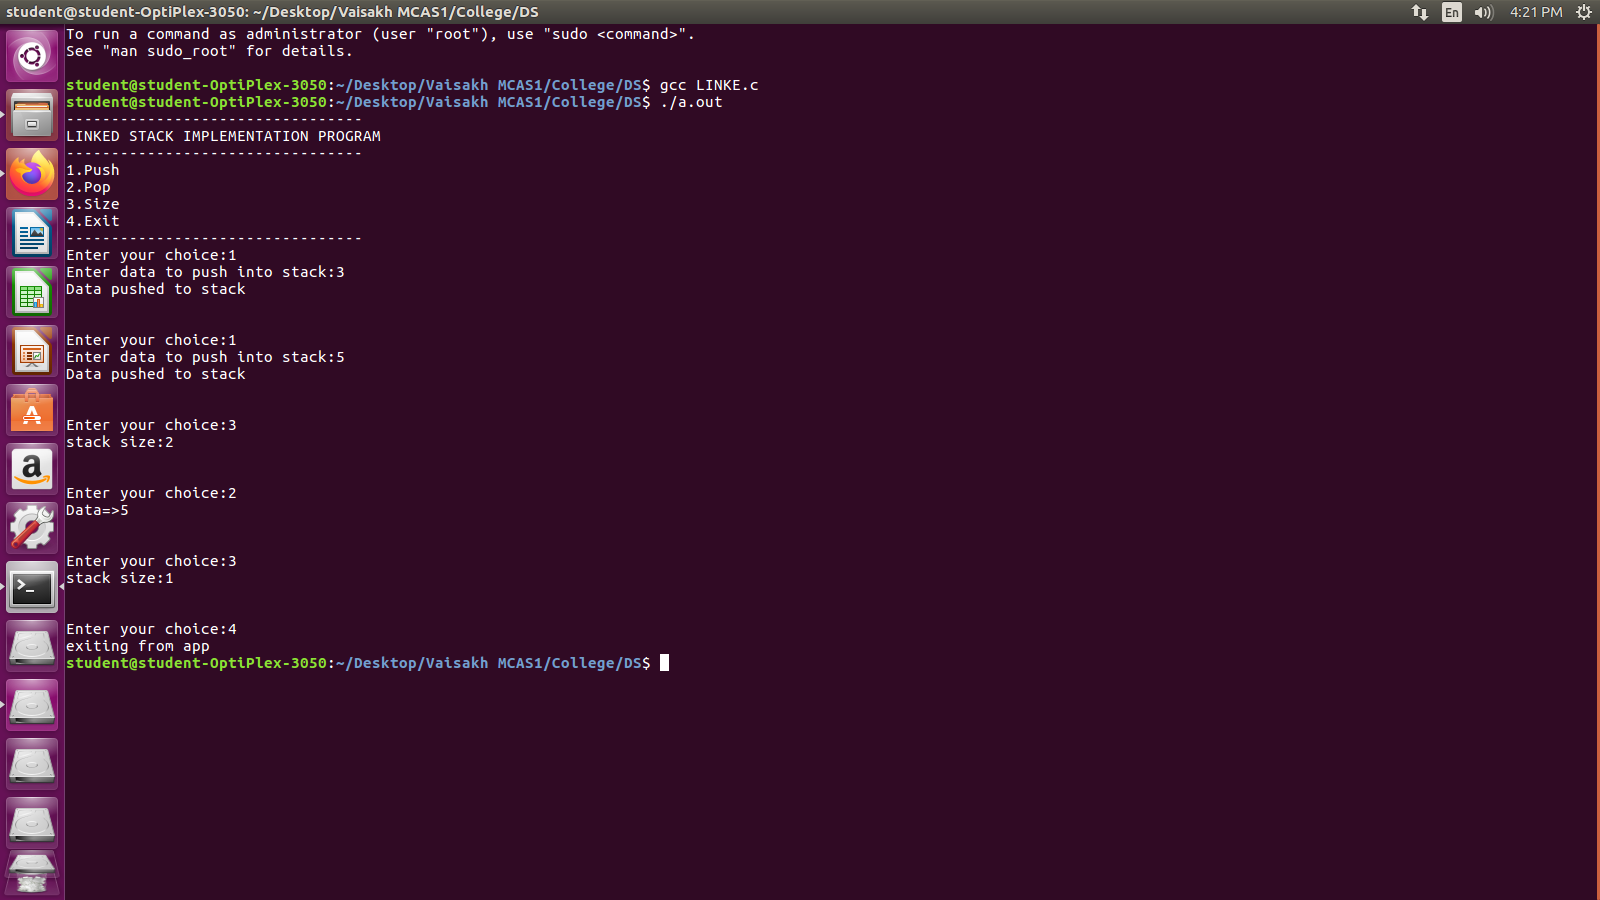 student@student-OptiPlex-3050: ~/Desktop/Vaisakh MCAS1/College/DS
En
4:21 PM
To run a command as administrator (user "root"), use "sudo <command>".
See "man sudo_root" for details.
student@student-OptiPlex-3050:~/Desktop/Vaisakh MCAS1/College/DS$ gcc LINKE.c
student@student-OptiPlex-3050:~/Desktop/Vaisakh MCAS1/College/DS$ ./a.out
---------------------------------
LINKED STACK IMPLEMENTATION PROGRAM
---------------------------------
1.Push
2.Pop
3.Size
4.Exit
---------------------------------
Enter your choice:1
Enter data to push into stack:3
Data pushed to stack
Enter your choice:1
Enter data to push into stack:5
Data pushed to stack
Enter your choice:3
stack size:2
Enter your choice:2
Data=>5
Enter your choice:3
stack size:1
Enter your choice:4
exiting from app
student@student-OptiPlex-3050:~/Desktop/Vaisakh MCAS1/College/DS$